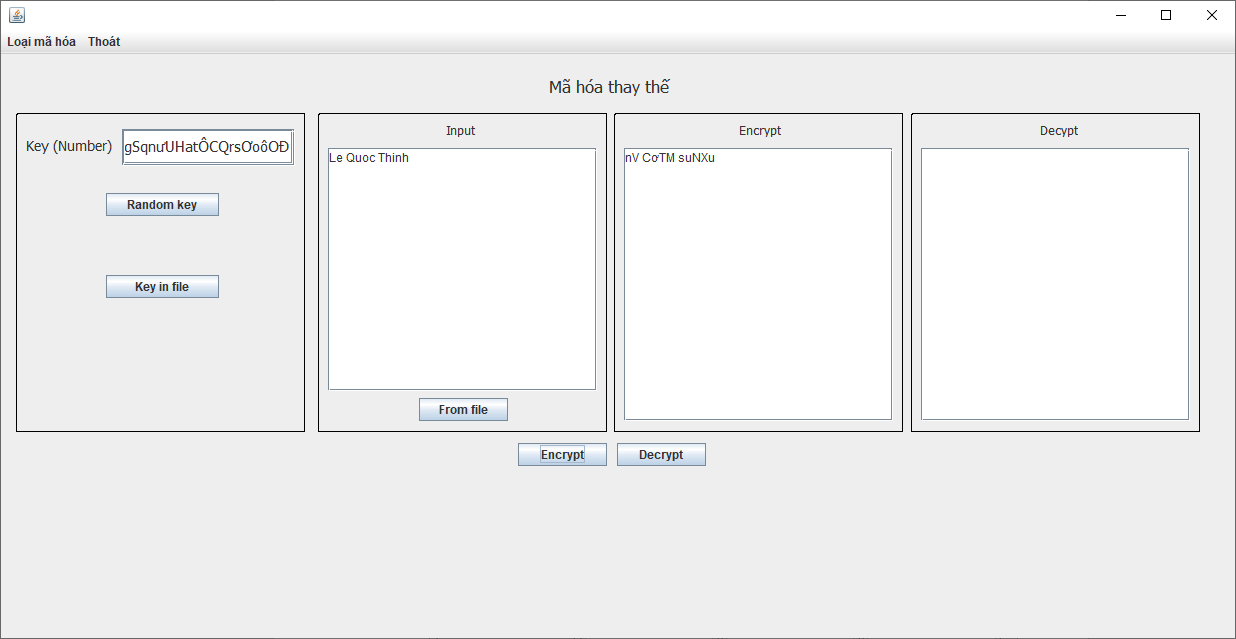 Loại mã hóa Thoát
Mã hóa thay thế
Key (Number) gSqnưUHatÔCQrsƠoôOĐ
Random key
Key in file
Input
Le Quoc Thinh
From file
Encrypt
nV CơTM suNXu
Decypt
Encrypt Decrypt